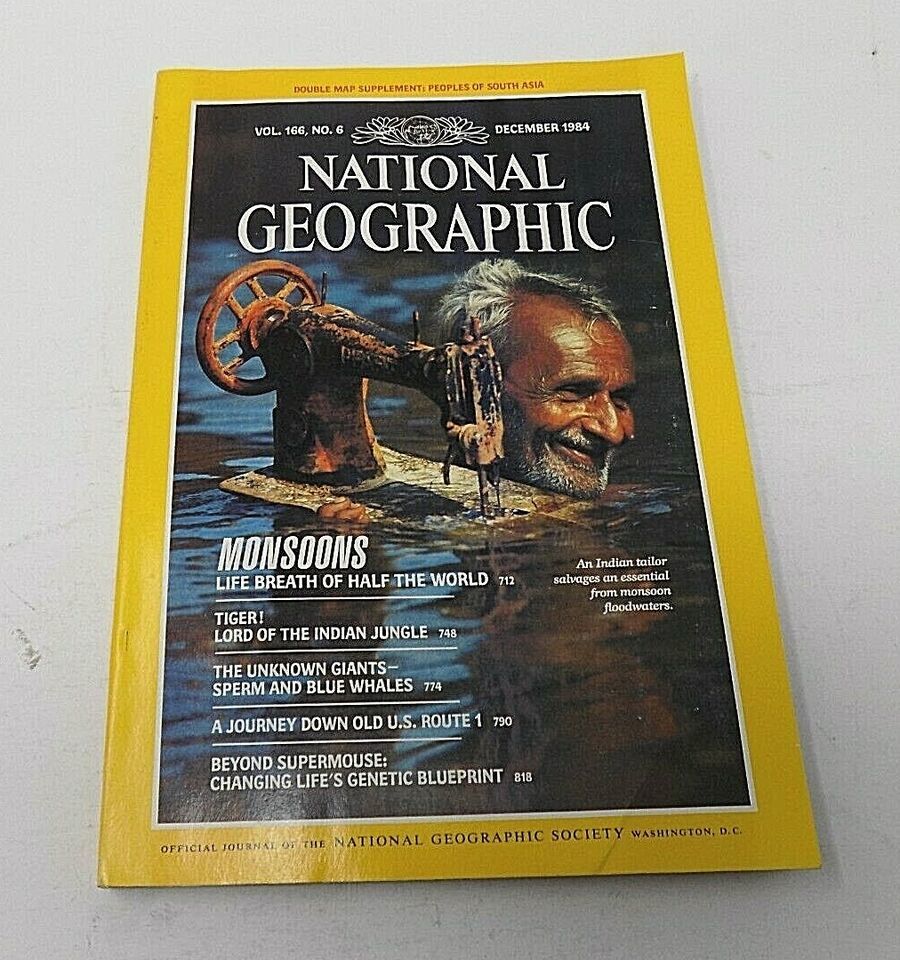 DOUBLE MAP SUPPLEMENT: PEOPLES OF SOUTH ASIA
VOL. 166, NO. 6
DECEMBER 1984
NATIONAL
GEOGRAPHIC
MONSOONS
LIFE BREATH OF HALF THE WORLD 712
An Indian tailor
salvages an essential
from monsoon
floodwaters.
TIGER!
LORD OF THE INDIAN JUNGLE 748
THE UNKNOWN GIANTS—
SPERM AND BLUE WHALES 774
A JOURNEY DOWN OLD U.S. ROUTE 1 790
BEYOND SUPERMOUSE:
CHANGING LIFE'S GENETIC BLUEPRINT 818
OFFICIAL JOURNAL OF THE NATIONAL GEOGRAPHIC SOCIETY WASHINGTON, D.C.